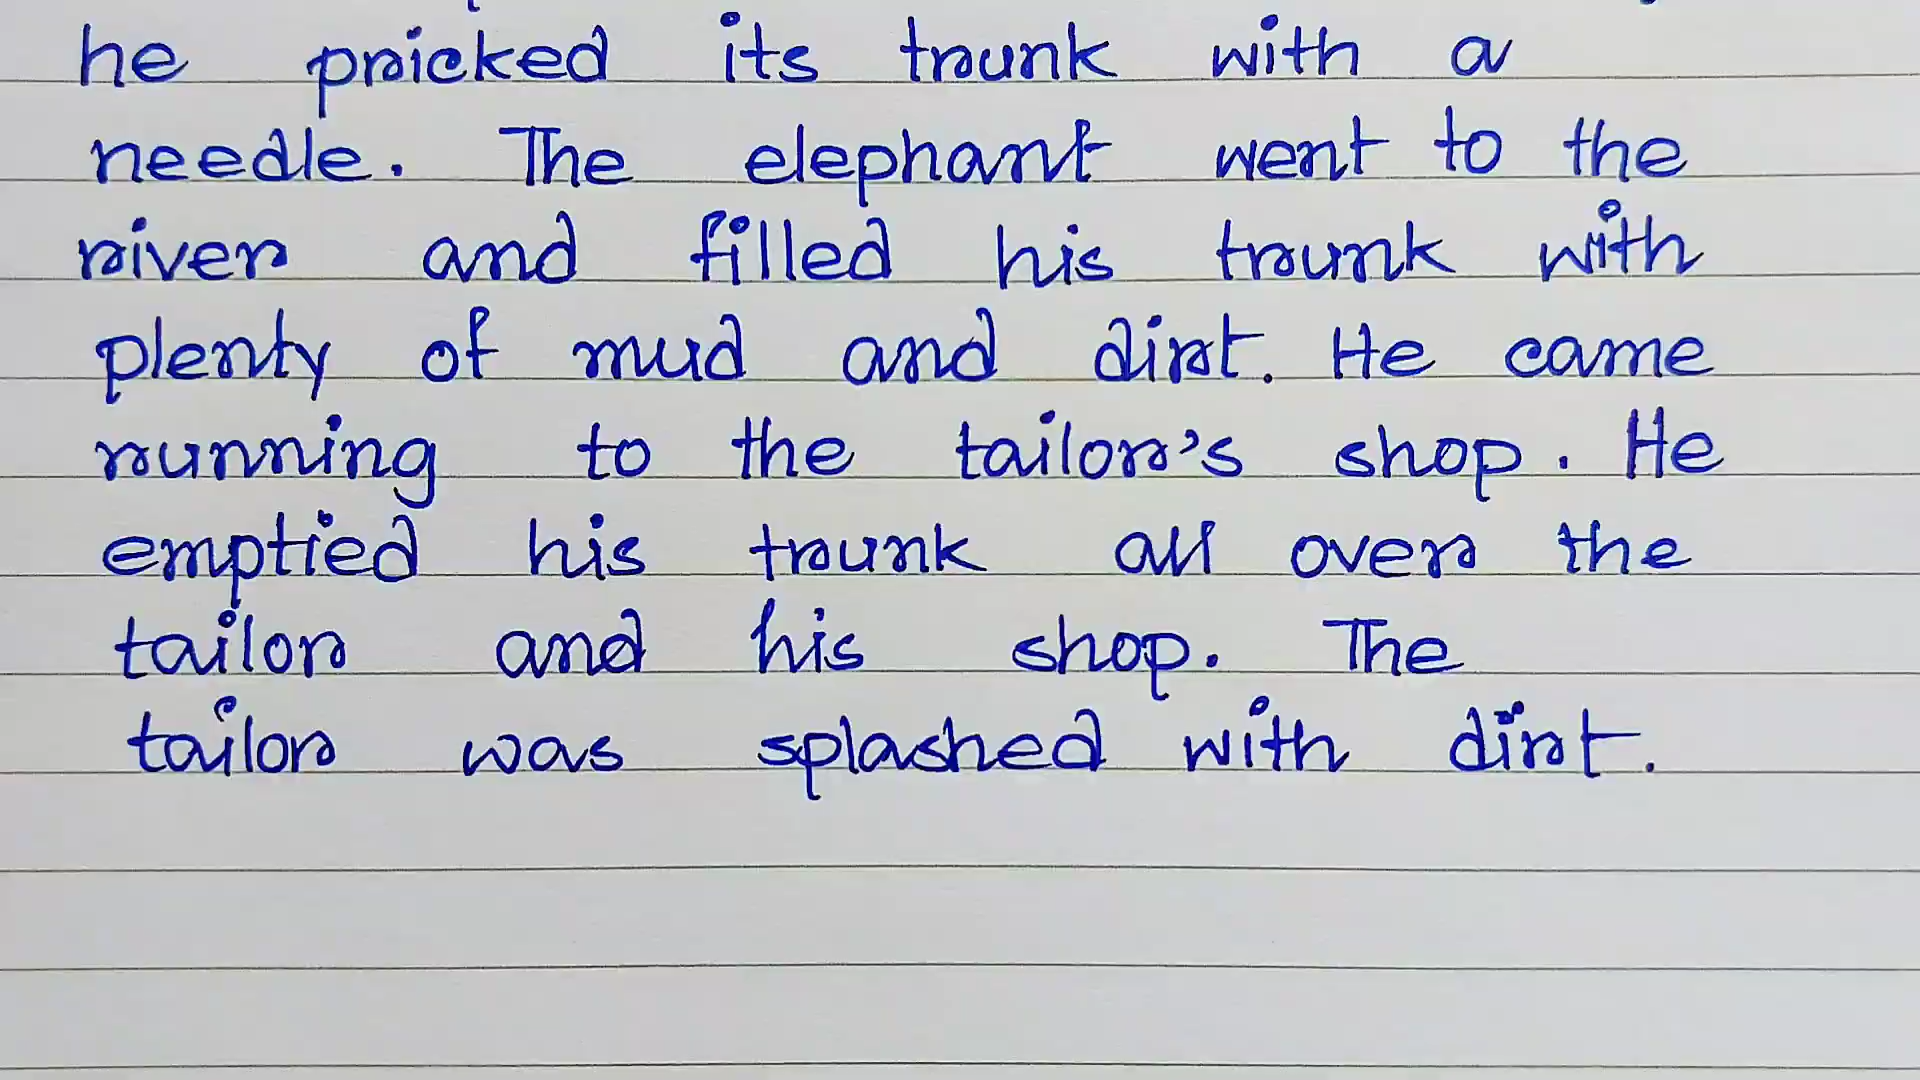 he pricked its trunk with a
needle. The elephant went to the
river and filled his trunk with
plenty of mud and dirt. He came
running to the tailor's shop. He
emptied his trunk all over the
tailor and his shop. The
tailor was splashed with dirt.